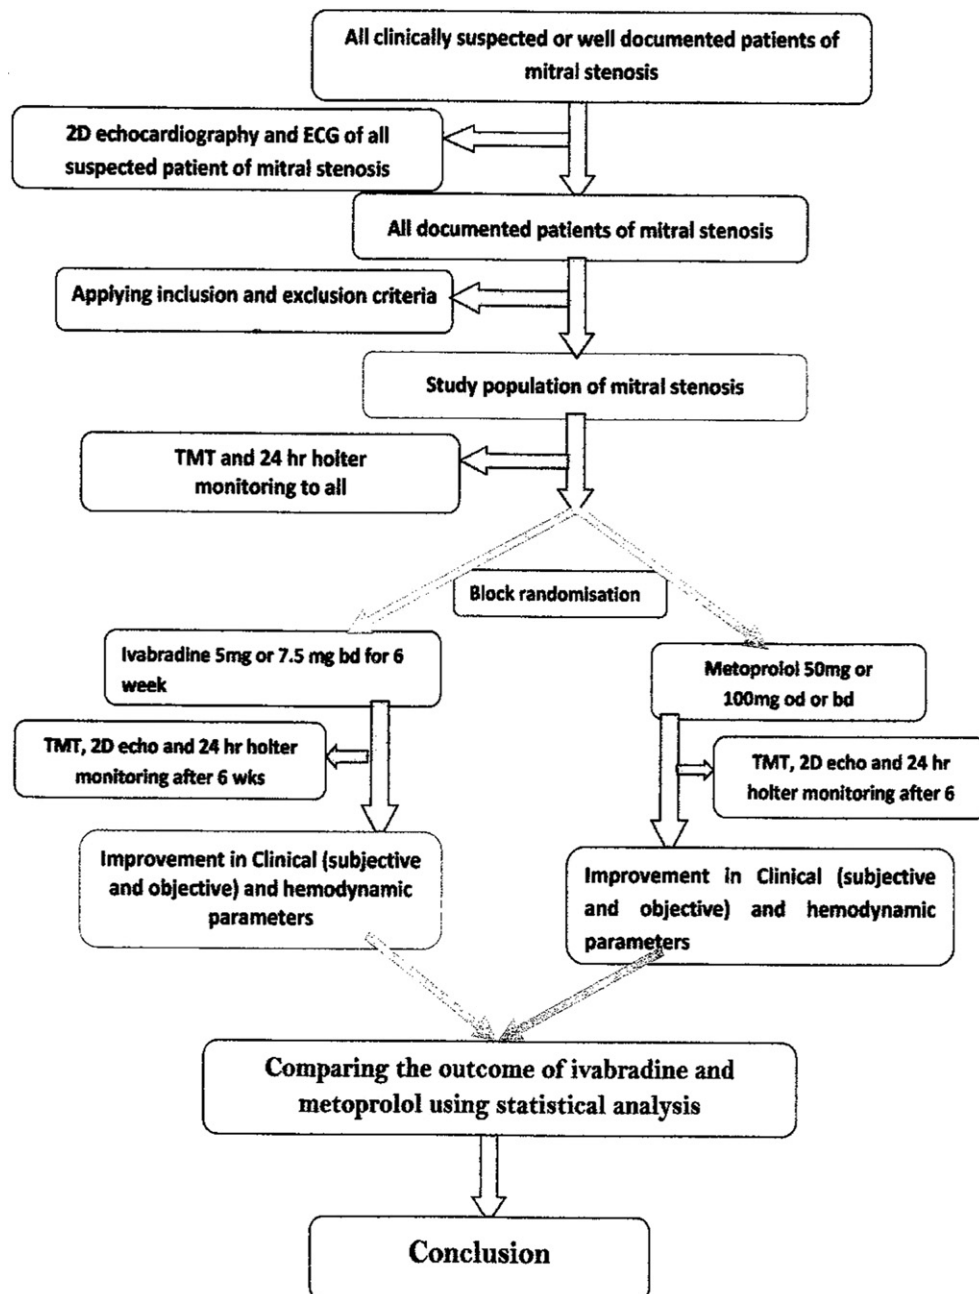 All clinically suspected or well documented patients of
mitral stenosis
2D echocardiography and ECG of all
suspected patient of mitral stenosis
All documented patients of mitral stenosis
Applying inclusion and exclusion criteria
Study population of mitral stenosis
TMT and 24 hr holter
monitoring to all
Block randomisation
Ivabradine 5mg or 7.5 mg bd for 6
week
Metoprolol 50mg or
100mg od or bd
TMT, 2D echo and 24 hr holter
monitoring after 6 wks
TMT, 2D echo and 24 hr
holter monitoring after 6
Improvement in Clinical (subjective
and objective) and hemodynamic
parameters
Improvement in Clinical (subjective
and objective) and hemodynamic
parameters
Comparing the outcome of ivabradine and
metoprolol using statistical analysis
Conclusion